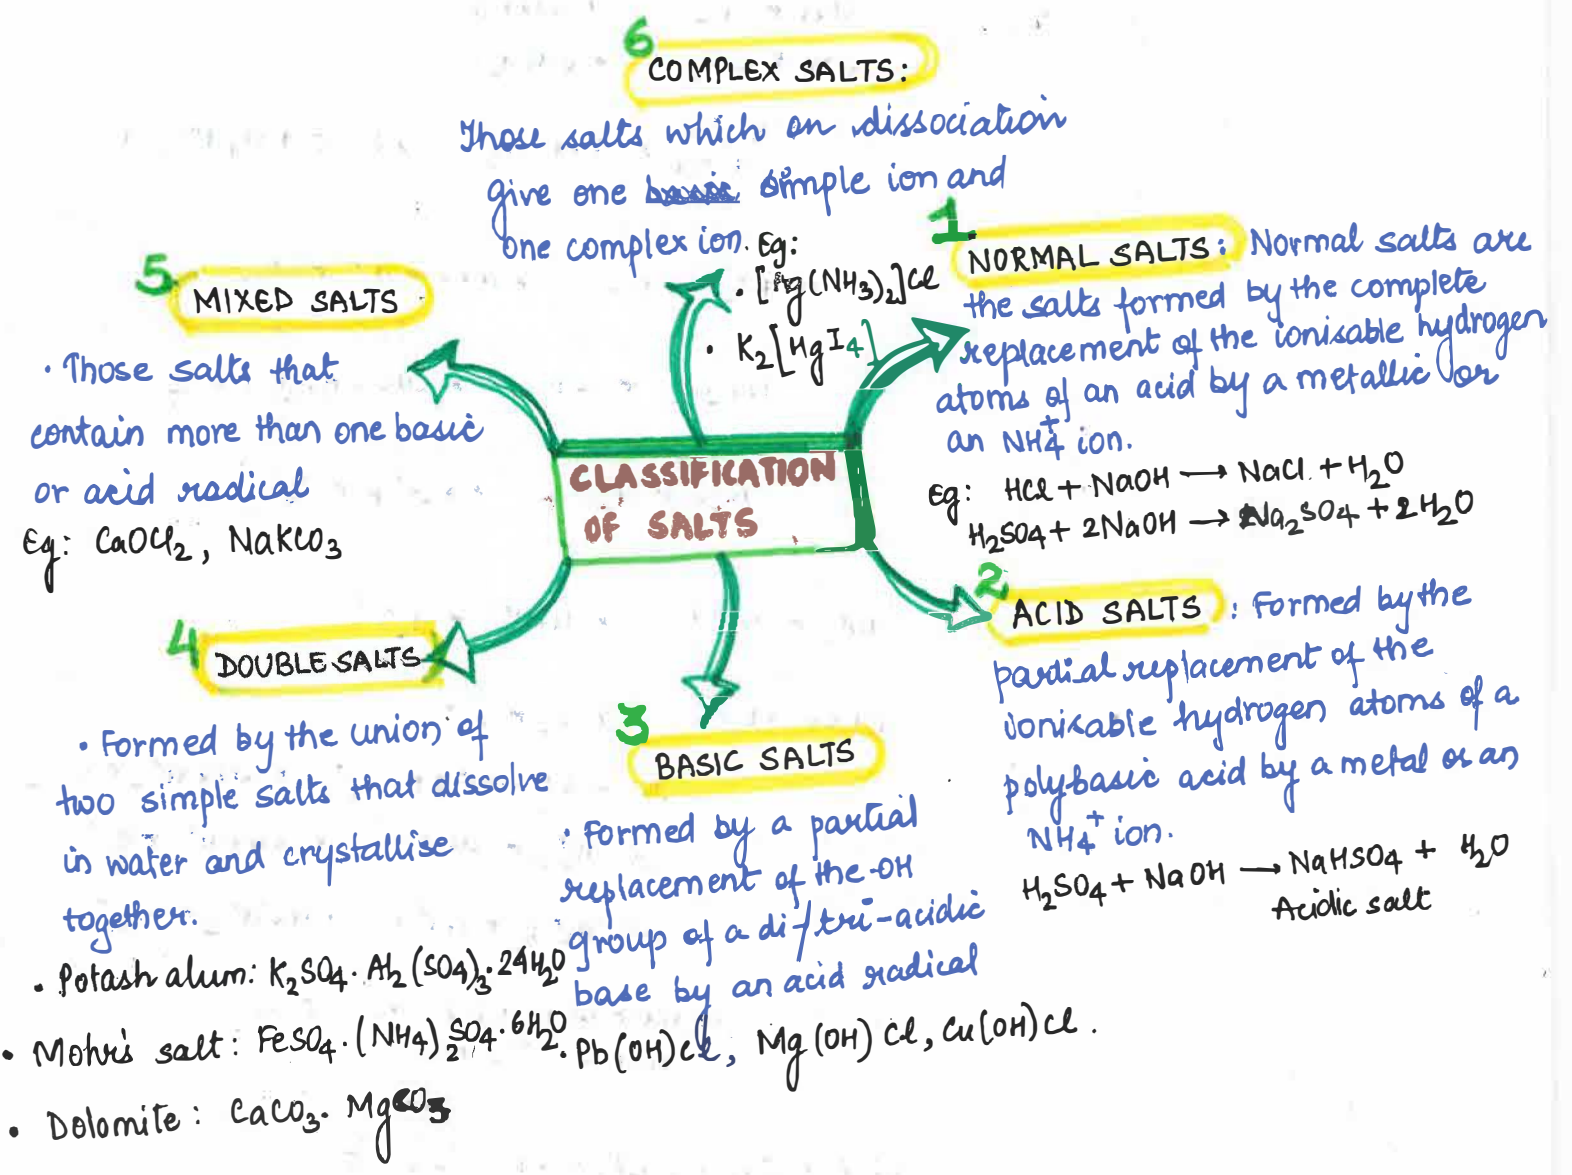 CLASSIFICATION
OF SALTS
1
NORMAL SALTS: Normal salts are
the salts formed by the complete
replacement of the ionisable hydrogen
atoms of an acid by a metallic or
an NH4+ ion.
Eg: HCl + NaOH → NaCl + H2O
H2SO4 + 2NaOH → Na2SO4 + 2H2O
2
ACID SALTS : Formed by the
partial replacement of the
ionisable hydrogen atoms of a
polybasic acid by a metal or an
NH4+ ion.
H2SO4 + NaOH → NaHSO4 + H2O
Acidic salt
3
BASIC SALTS
· Formed by a partial
replacement of the -OH
group of a di-/tri-acidic
base by an acid radical
· Pb(OH)Cl, Mg(OH)Cl, Cu(OH)Cl.
4
DOUBLE SALTS
· Formed by the union of
two simple salts that dissolve
in water and crystallise
together.
· Potash alum: K2SO4·Al2(SO4)3·24H2O
· Mohr's salt: FeSO4·(NH4)2SO4·6H2O
· Dolomite: CaCO3·MgCO3
5
MIXED SALTS
· Those salts that
contain more than one basic
or acid radical
Eg: CaOCl2, NaKCO3
6
COMPLEX SALTS:
Those salts which on dissociation
give one simple ion and
one complex ion. Eg:
· [Ag(NH3)2]Cl
· K2[HgI4]